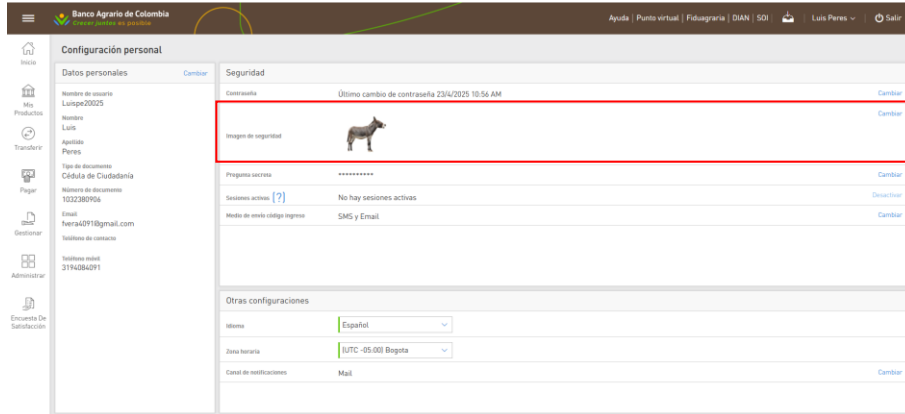 Banco Agrario de Colombia
Crecer juntos es posible
Ayuda | Punto virtual | Fiduagraria | DIAN | SOI | Luis Peres | Salir
Inicio
Mis
Productos
Transferir
Pagar
Gestionar
Administrar
Encuesta De
Satisfacción
Configuración personal
Datos personales Cambiar
Nombre de usuario
Luispe20025
Nombre
Luis
Apellido
Peres
Tipo de documento
Cédula de Ciudadanía
Número de documento
1032380906
Email
fvera4091@gmail.com
Teléfono de contacto
Teléfono móvil
3194084091
Seguridad
Contraseña Último cambio de contraseña 23/4/2025 10:56 AM Cambiar
Imagen de seguridad Cambiar
Pregunta secreta ********** Cambiar
Sesiones activas [?] No hay sesiones activas Desactivar
Medio de envío código ingreso SMS y Email Cambiar
Otras configuraciones
Idioma Español
Zona horaria (UTC -05:00) Bogota
Canal de notificaciones Mail Cambiar